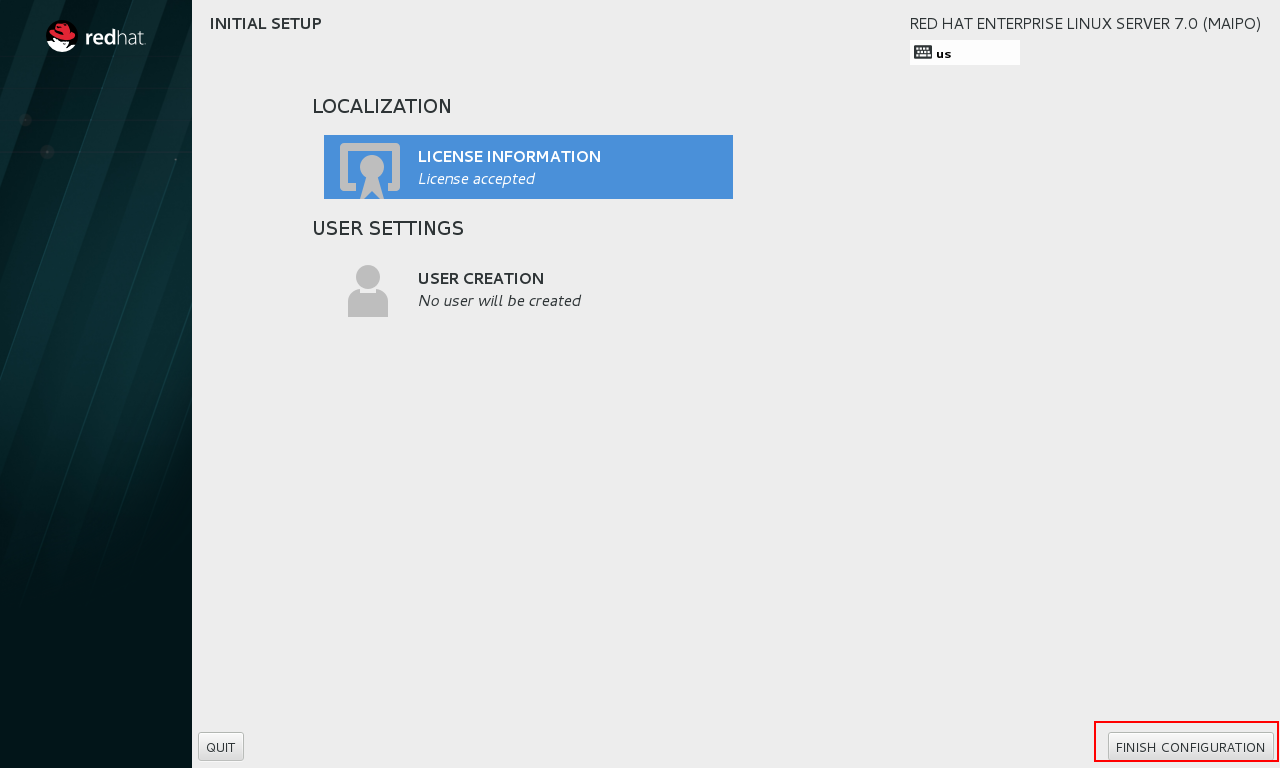 redhat.
INITIAL SETUP
RED HAT ENTERPRISE LINUX SERVER 7.0 (MAIPO)
us
LOCALIZATION
LICENSE INFORMATION
License accepted
USER SETTINGS
USER CREATION
No user will be created
QUIT
FINISH CONFIGURATION